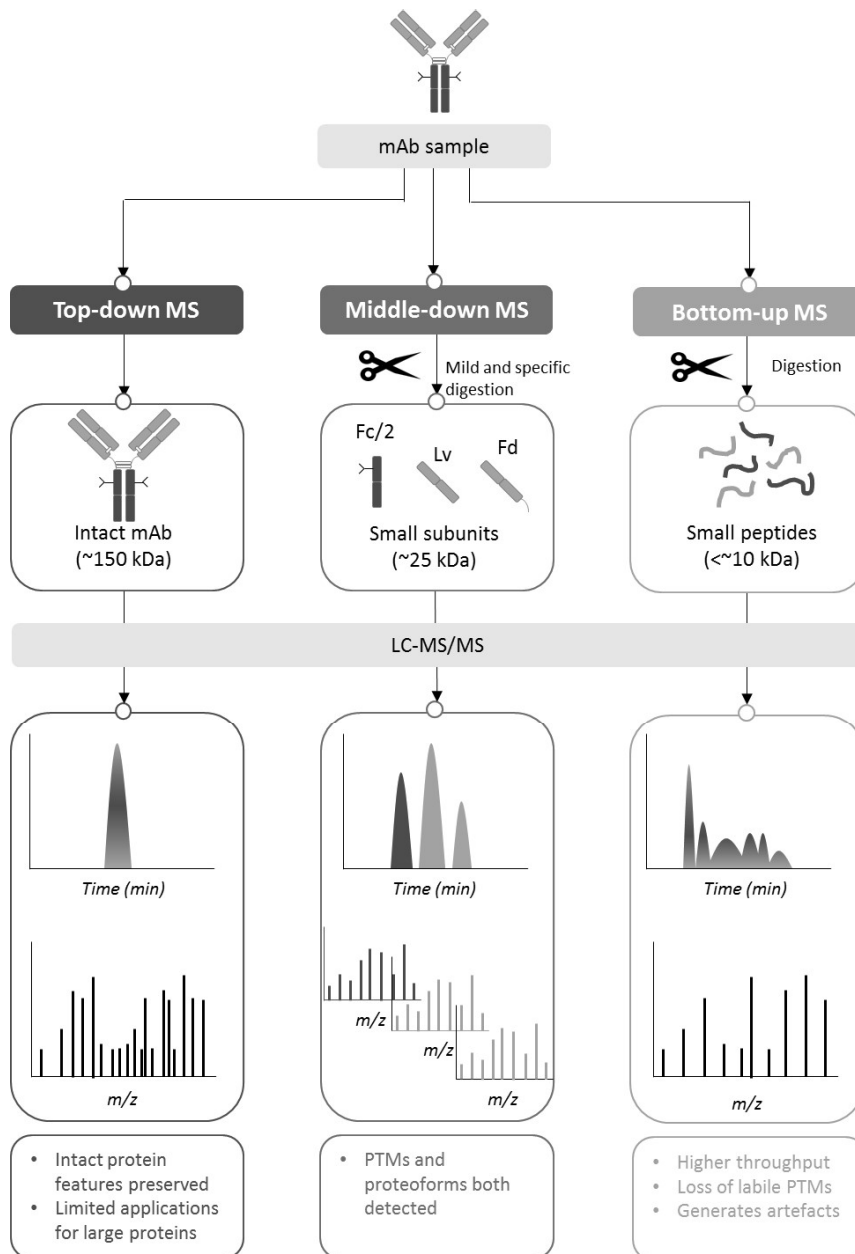 mAb sample
Top-down MS
Middle-down MS
Bottom-up MS
Mild and specific
digestion
Digestion
Fc/2
Lv
Fd
Intact mAb
(~150 kDa)
Small subunits
(~25 kDa)
Small peptides
(<~10 kDa)
LC-MS/MS
Time (min)
Time (min)
Time (min)
m/z
m/z
m/z
m/z
m/z
• Intact protein
features preserved
• Limited applications
for large proteins
• PTMs and
proteoforms both
detected
• Higher throughput
• Loss of labile PTMs
• Generates artefacts